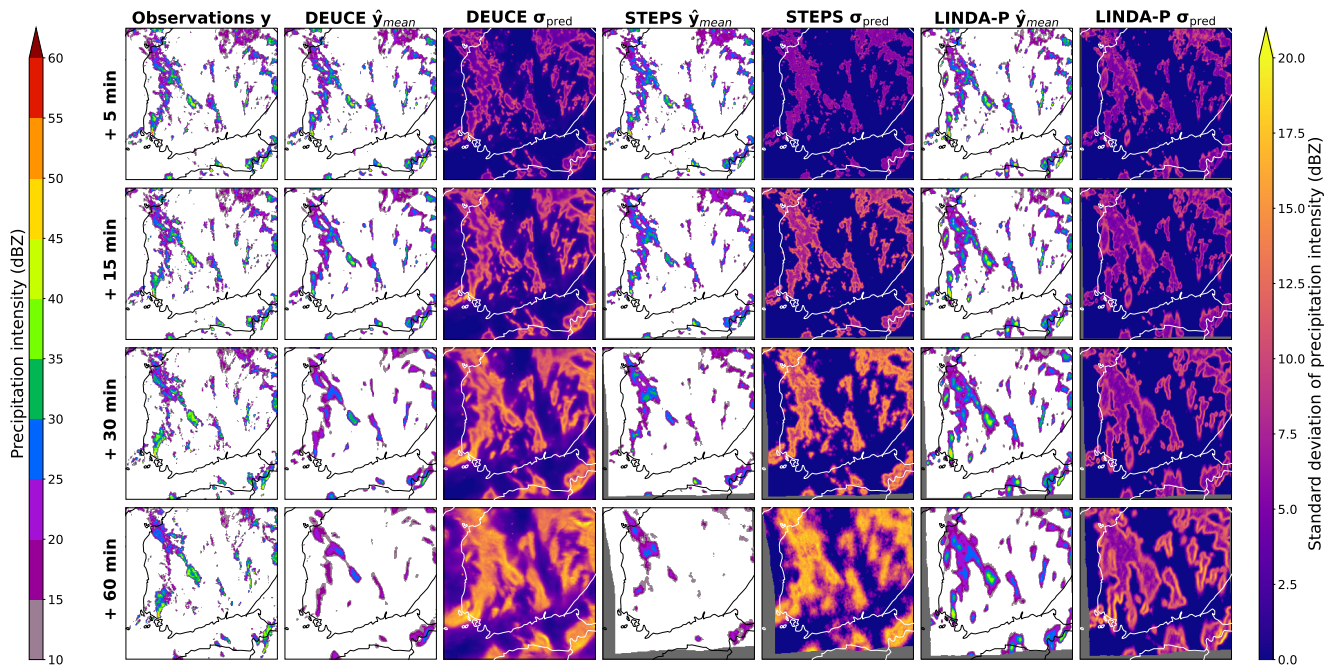 Observations y
DEUCE ŷmean
DEUCE σpred
STEPS ŷmean
STEPS σpred
LINDA-P ŷmean
LINDA-P σpred
+ 5 min
+ 15 min
+ 30 min
+ 60 min
Precipitation intensity (dBZ)
60
55
50
45
40
35
30
25
20
15
10
20.0
17.5
15.0
12.5
10.0
7.5
5.0
2.5
0.0
Standard deviation of precipitation intensity (dBZ)